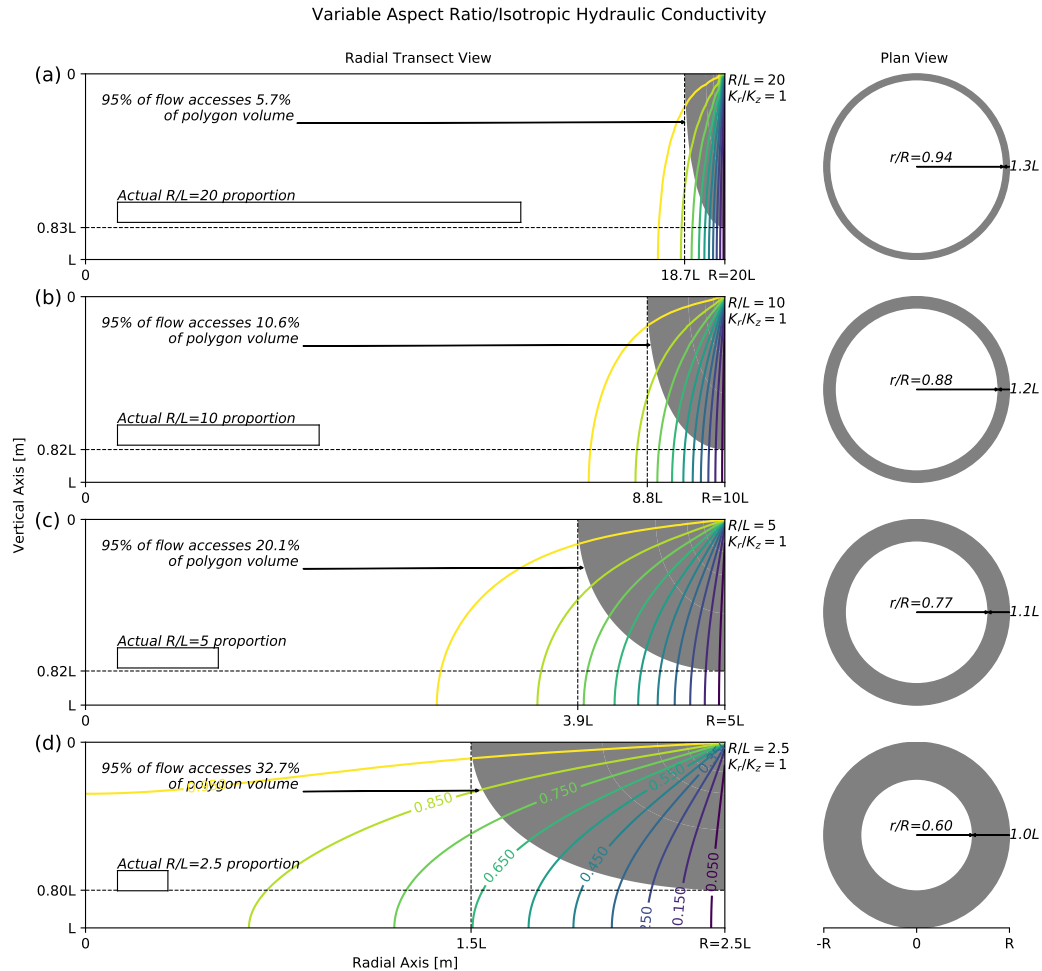 Variable Aspect Ratio/Isotropic Hydraulic Conductivity
Radial Transect View
Plan View
(a)
0
95% of flow accesses 5.7%
of polygon volume
R/L = 20
K_r/K_z = 1
Actual R/L=20 proportion
0.83L
L
0
18.7L
R=20L
r/R=0.94
1.3L
(b)
0
95% of flow accesses 10.6%
of polygon volume
R/L = 10
K_r/K_z = 1
Actual R/L=10 proportion
0.82L
L
0
8.8L
R=10L
r/R=0.88
1.2L
Vertical Axis [m]
(c)
0
95% of flow accesses 20.1%
of polygon volume
R/L = 5
K_r/K_z = 1
Actual R/L=5 proportion
0.82L
L
0
3.9L
R=5L
r/R=0.77
1.1L
(d)
0
95% of flow accesses 32.7%
of polygon volume
R/L = 2.5
K_r/K_z = 1
0.850
0.750
0.550
0.650
0.450
0.150
0.050
Actual R/L=2.5 proportion
0.80L
L
0
1.5L
R=2.5L
Radial Axis [m]
r/R=0.60
1.0L
-R
0
R